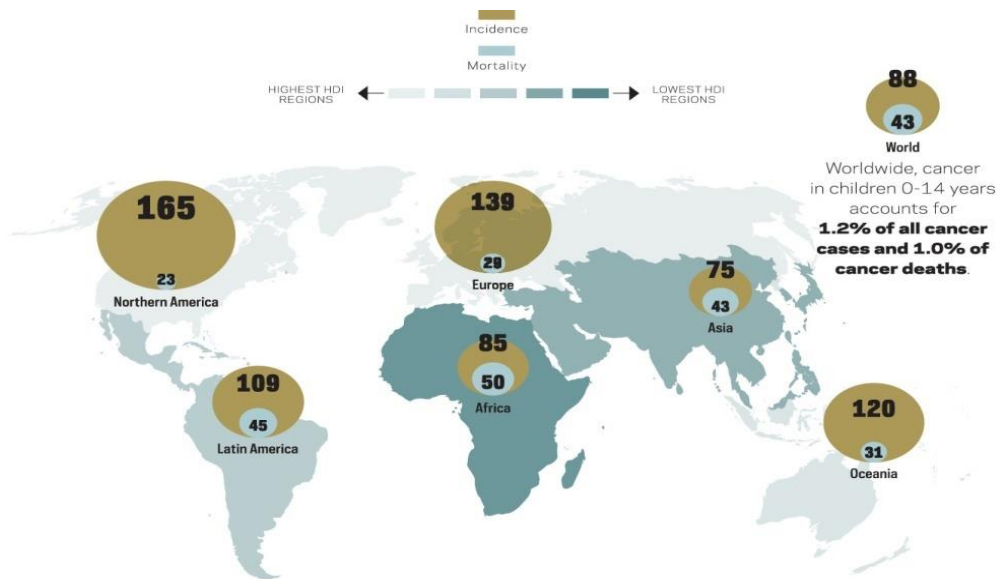 Incidence
Mortality
HIGHEST HDI
REGIONS
LOWEST HDI
REGIONS
88
43
World
Worldwide, cancer
in children 0-14 years
accounts for
1.2% of all cancer
cases and 1.0% of
cancer deaths.
165
23
Northern America
139
29
Europe
75
43
Asia
85
50
Africa
109
45
Latin America
120
31
Oceania